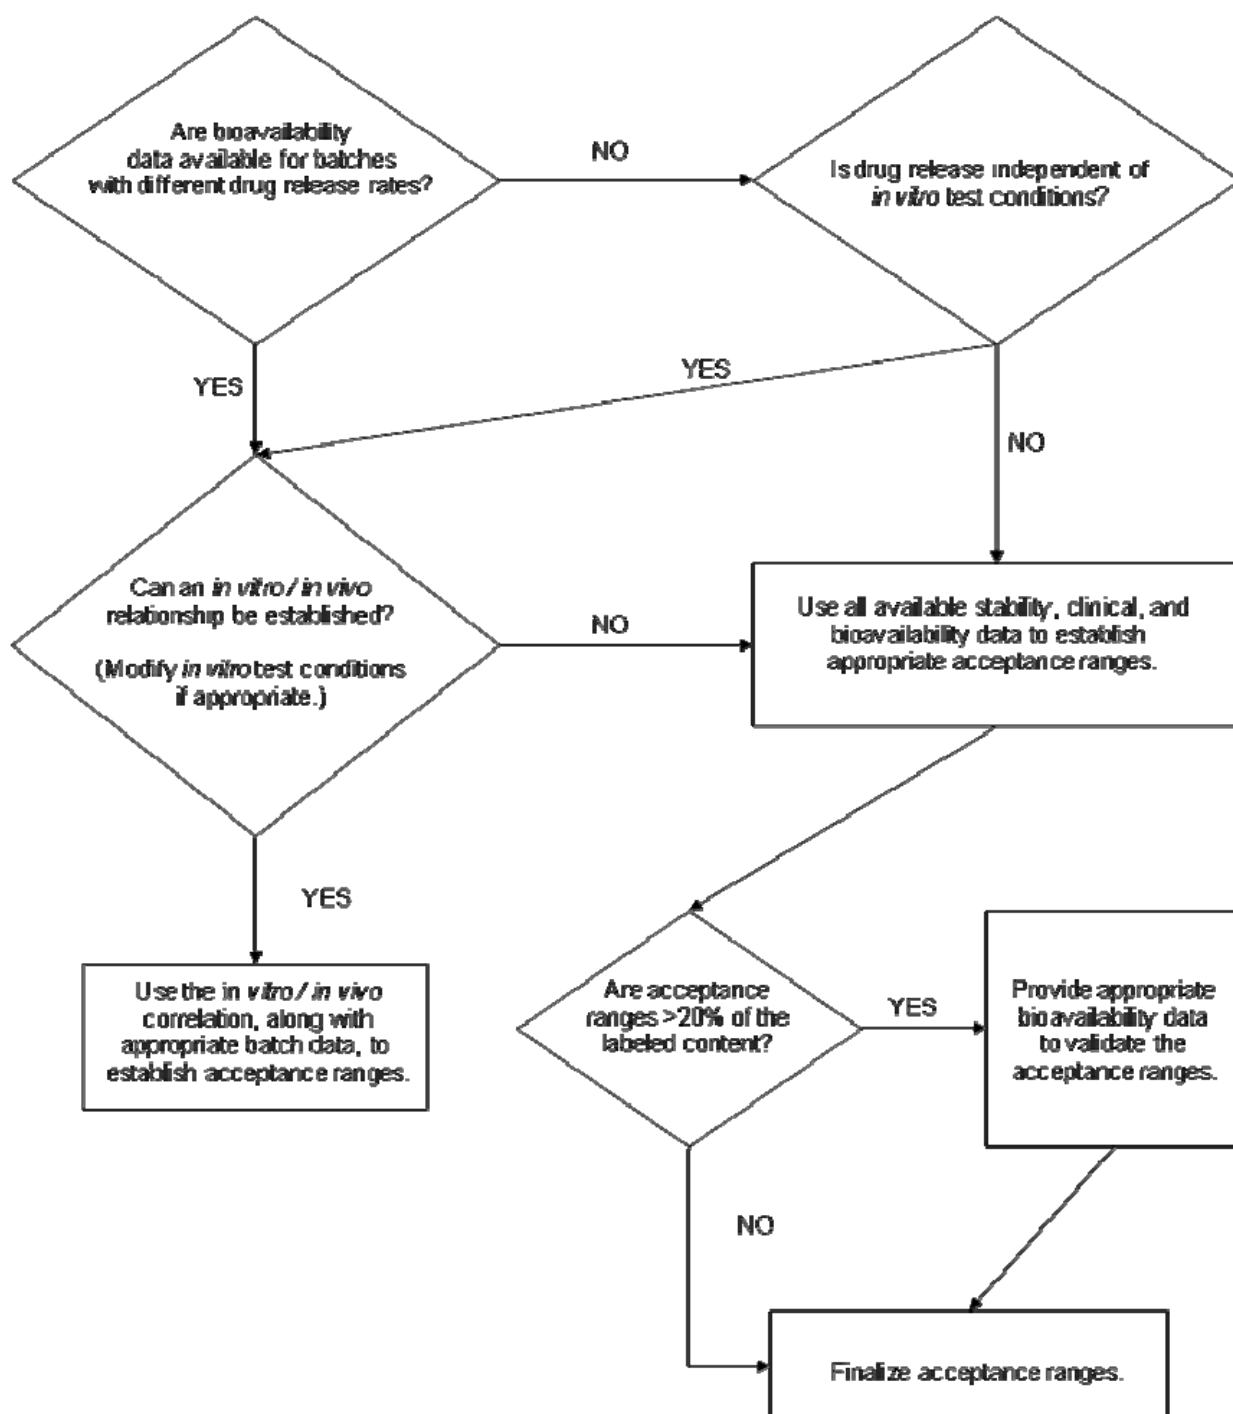 Are bioavailability
data available for batches
with different drug release rates?
NO
Is drug release independent of
in vitro test conditions?
YES
YES
NO
Can an in vitro / in vivo
relationship be established?
(Modify in vitro test conditions
if appropriate.)
NO
Use all available stability, clinical, and
bioavailability data to establish
appropriate acceptance ranges.
YES
Use the in vitro / in vivo
correlation, along with
appropriate batch data, to
establish acceptance ranges.
Are acceptance
ranges >20% of the
labeled content?
YES
Provide appropriate
bioavailability data
to validate the
acceptance ranges.
NO
Finalize acceptance ranges.